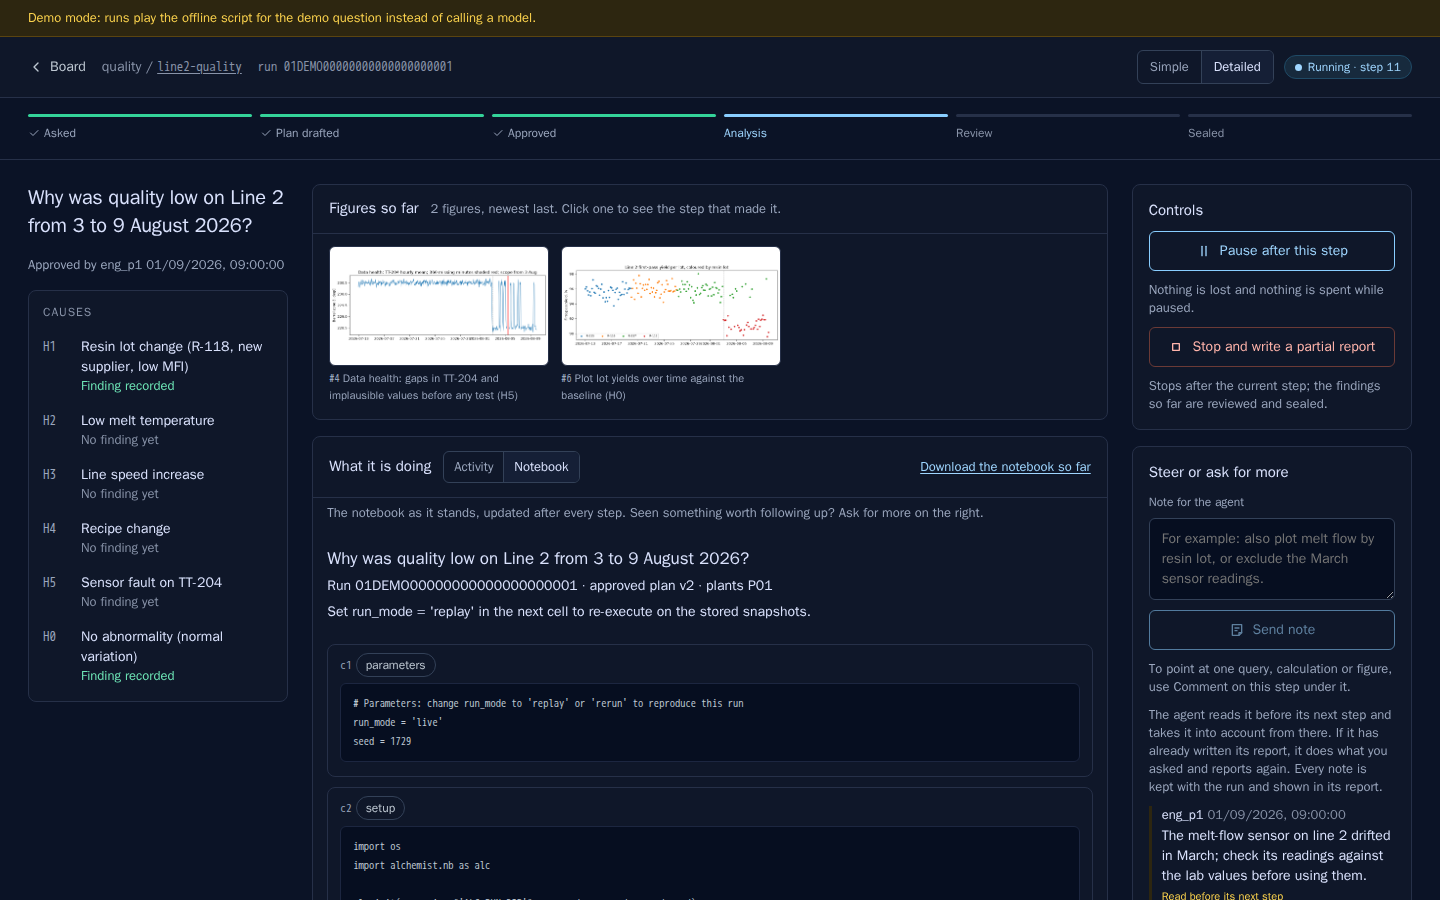 Demo mode: runs play the offline script for the demo question instead of calling a model.
Board quality / line2-quality run 01DEMO00000000000000000001
Simple Detailed Running · step 11
Asked Plan drafted Approved Analysis Review Sealed
Why was quality low on Line 2
from 3 to 9 August 2026?
Approved by eng_p1 01/09/2026, 09:00:00
CAUSES
H1 Resin lot change (R-118, new
supplier, low MFI)
Finding recorded
H2 Low melt temperature
No finding yet
H3 Line speed increase
No finding yet
H4 Recipe change
No finding yet
H5 Sensor fault on TT-204
No finding yet
H0 No abnormality (normal
variation)
Finding recorded
Figures so far 2 figures, newest last. Click one to see the step that made it.
#4 Data health: gaps in TT-204 and
implausible values before any test (H5)
#6 Plot lot yields over time against the
baseline (H0)
What it is doing Activity Notebook Download the notebook so far
The notebook as it stands, updated after every step. Seen something worth following up? Ask for more on the right.
Why was quality low on Line 2 from 3 to 9 August 2026?
Run 01DEMO00000000000000000001 · approved plan v2 · plants P01
Set run_mode = 'replay' in the next cell to re-execute on the stored snapshots.
c1 parameters
# Parameters: change run_mode to 'replay' or 'rerun' to reproduce this run
run_mode = 'live'
seed = 1729
c2 setup
import os
import alchemist.nb as alc
Controls
Pause after this step
Nothing is lost and nothing is spent while
paused.
Stop and write a partial report
Stops after the current step; the findings
so far are reviewed and sealed.
Steer or ask for more
Note for the agent
For example: also plot melt flow by
resin lot, or exclude the March
sensor readings.
Send note
To point at one query, calculation or figure,
use Comment on this step under it.
The agent reads it before its next step and
takes it into account from there. If it has
already written its report, it does what you
asked and reports again. Every note is
kept with the run and shown in its report.
eng_p1 01/09/2026, 09:00:00
The melt-flow sensor on line 2 drifted
in March; check its readings against
the lab values before using them.
Read before its next step